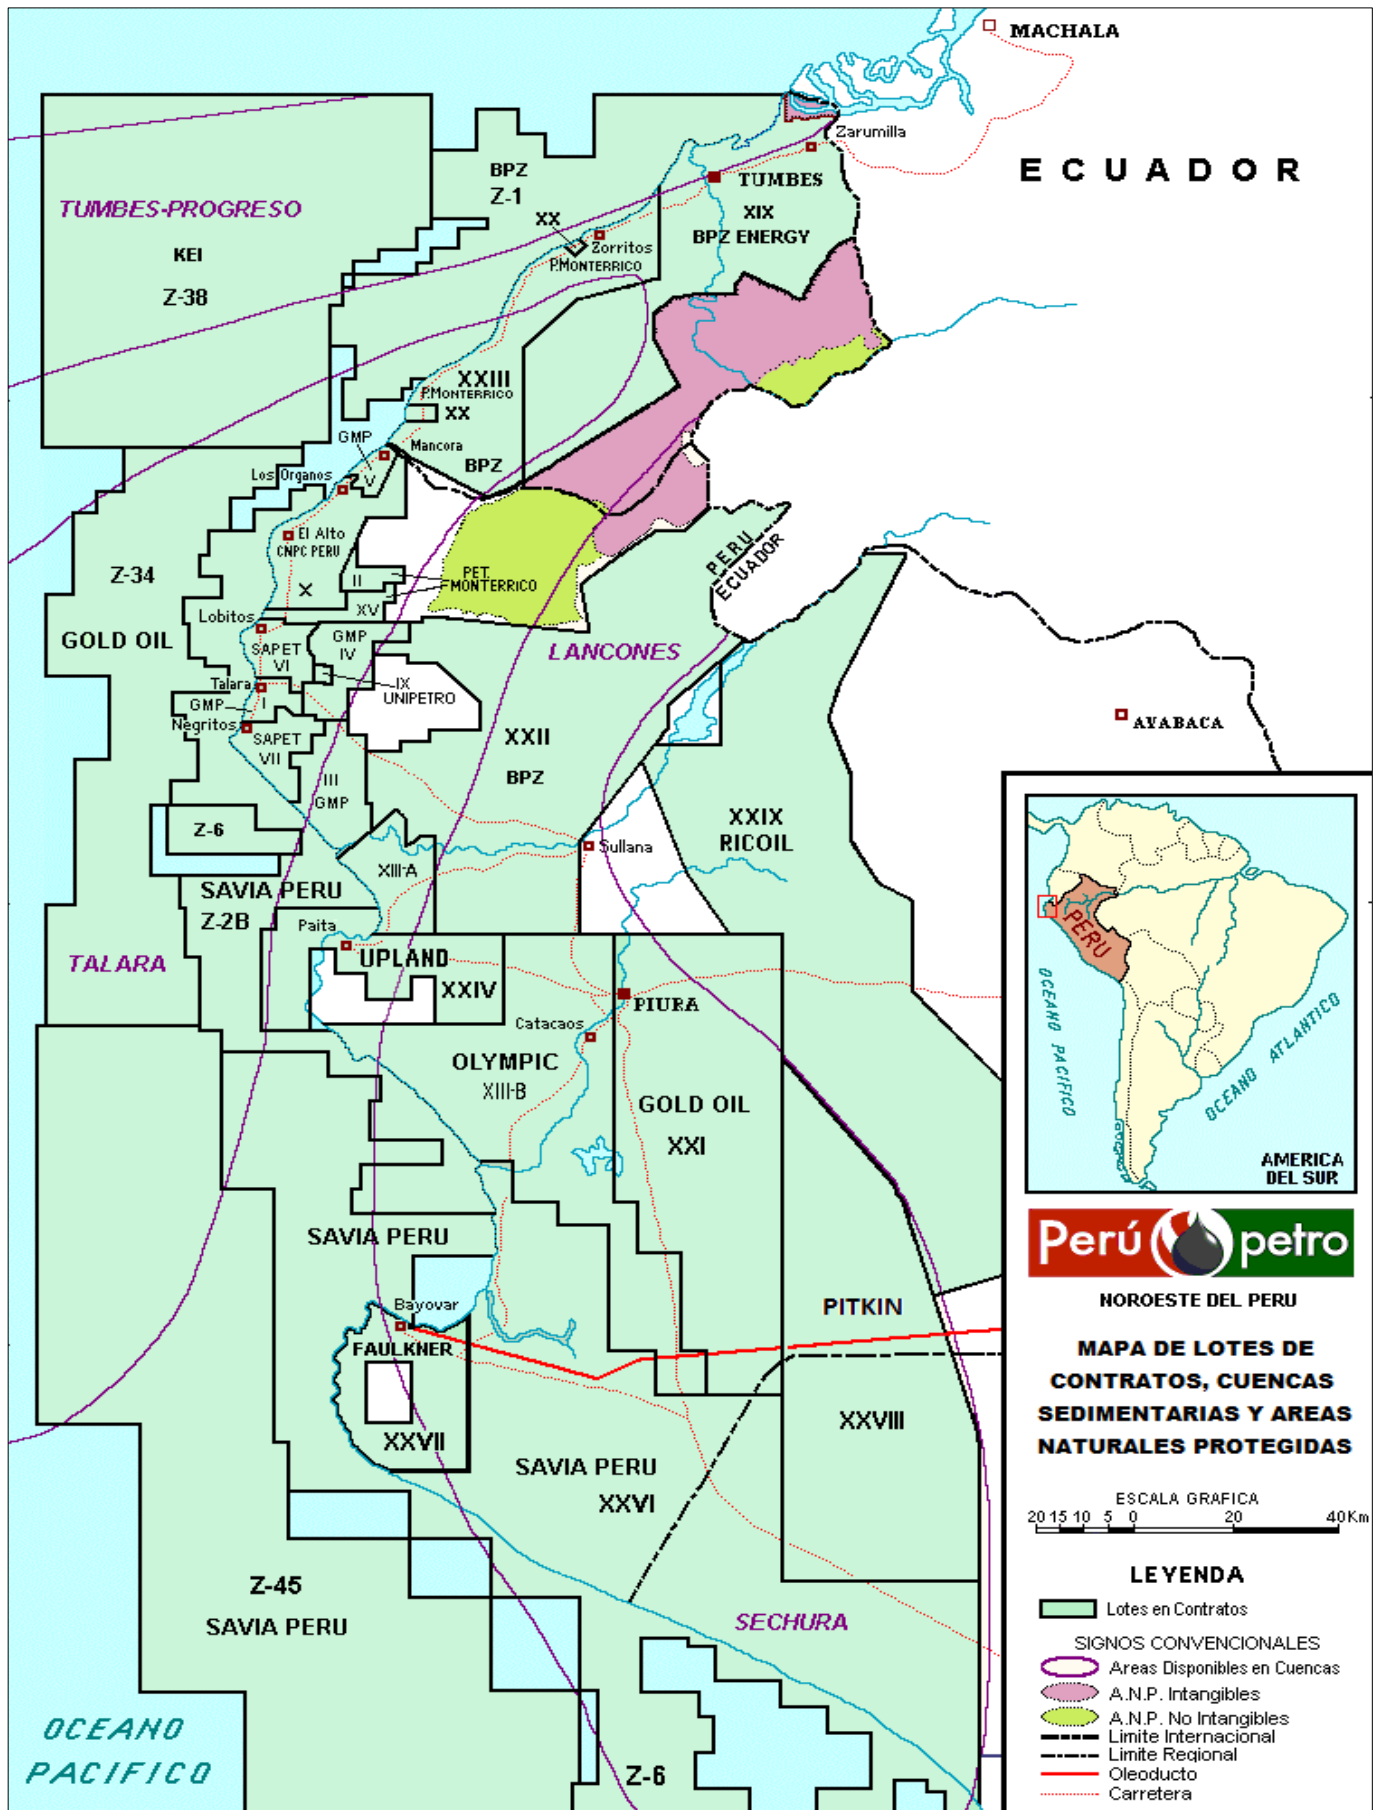 MACHALA
Zarumilla
ECUADOR
BPZ
Z-1
TUMBES
TUMBES-PROGRESO
XX
XIX
BPZ ENERGY
KEI
Zorritos
P.MONTERRICO
Z-38
XXIII
P.MONTERRICO
XX
GMP
Mancora
BPZ
Los Organos
V
El Alto
CNPC PERU
PERU
ECUADOR
Z-34
II
PET.
MONTERRICO
X
XV
Lobitos
GOLD OIL
SAPET
VI
GMP
IV
LANCONES
Talara
IX
UNIPETRO
GMP
I
Negritos
SAPET
VII
AYABACA
XXII
BPZ
III
GMP
Z-6
XXIX
RICOIL
Sullana
XIII-A
SAVIA PERU
Z-2B
Paita
UPLAND
TALARA
XXIV
PIURA
Catacaos
OLYMPIC
XIII-B
GOLD OIL
XXI
SAVIA PERU
Bayovar
PITKIN
FAULKNER
XXVII
XXVIII
SAVIA PERU
XXVI
Z-45
SAVIA PERU
SECHURA
OCEANO
PACIFICO
Z-6
PERU
OCEANO PACIFICO
OCEANO ATLANTICO
AMERICA
DEL SUR
Perú petro
NOROESTE DEL PERU
MAPA DE LOTES DE
CONTRATOS, CUENCAS
SEDIMENTARIAS Y AREAS
NATURALES PROTEGIDAS
ESCALA GRAFICA
20 15 10 5 0 20 40 Km
LEYENDA
Lotes en Contratos
SIGNOS CONVENCIONALES
Areas Disponibles en Cuencas
A.N.P. Intangibles
A.N.P. No Intangibles
Limite Internacional
Limite Regional
Oleoducto
Carretera